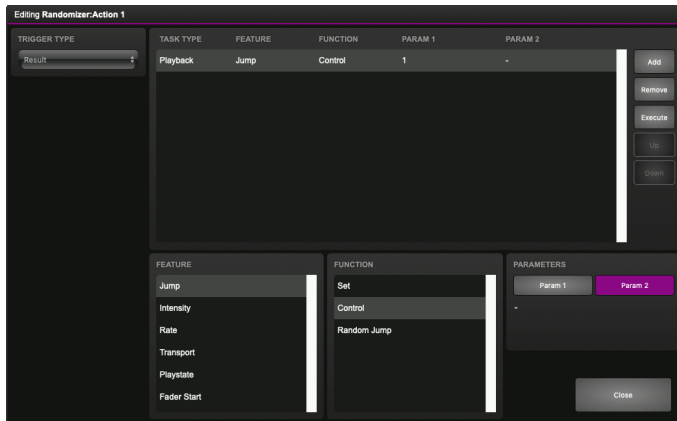 Editing Randomizer:Action 1
TRIGGER TYPE
Result
TASK TYPE FEATURE FUNCTION PARAM 1 PARAM 2
Playback Jump Control 1 -
Add
Remove
Execute
Up
Down
FEATURE
Jump
Intensity
Rate
Transport
Playstate
Fader Start
FUNCTION
Set
Control
Random Jump
PARAMETERS
Param 1 Param 2
-
Close